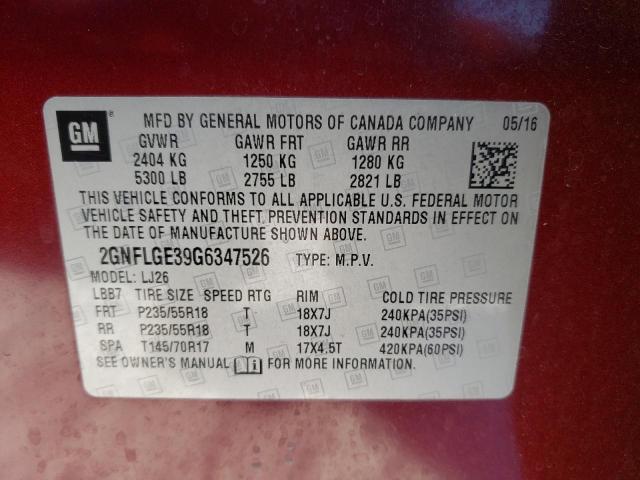 GM ® MFD BY GENERAL MOTORS OF CANADA COMPANY 05/16
GVWR GAWR FRT GAWR RR
2404 KG 1250 KG 1280 KG
5300 LB 2755 LB 2821 LB
THIS VEHICLE CONFORMS TO ALL APPLICABLE U.S. FEDERAL MOTOR
VEHICLE SAFETY AND THEFT PREVENTION STANDARDS IN EFFECT ON
THE DATE OF MANUFACTURE SHOWN ABOVE.
2GNFLGE39G6347526 TYPE: M.P.V.
MODEL: LJ26
LBB7 TIRE SIZE SPEED RTG RIM COLD TIRE PRESSURE
FRT P235/55R18 T 18X7J 240KPA(35PSI)
RR P235/55R18 T 18X7J 240KPA(35PSI)
SPA T145/70R17 M 17X4.5T 420KPA(60PSI)
SEE OWNER'S MANUAL FOR MORE INFORMATION.